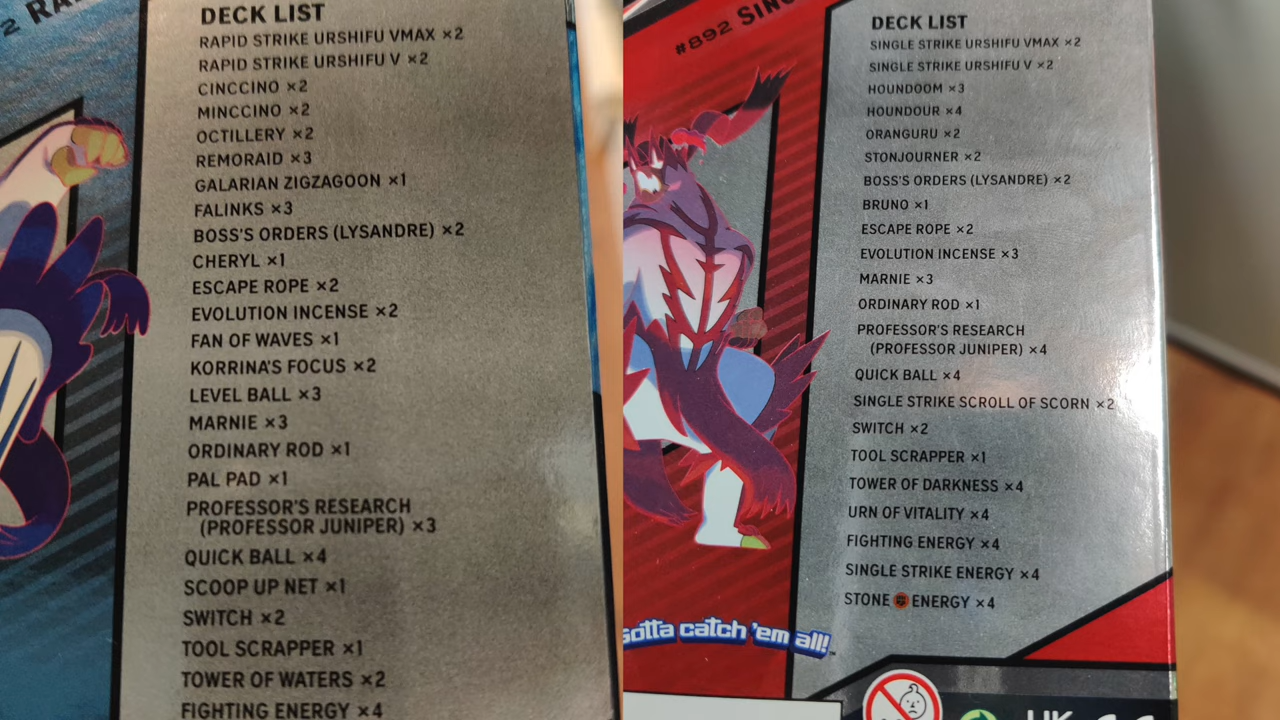 2 RA
DECK LIST
RAPID STRIKE URSHIFU VMAX ×2
RAPID STRIKE URSHIFU V ×2
CINCCINO ×2
MINCCINO ×2
OCTILLERY ×2
REMORAID ×3
GALARIAN ZIGZAGOON ×1
FALINKS ×3
BOSS'S ORDERS (LYSANDRE) ×2
CHERYL ×1
ESCAPE ROPE ×2
EVOLUTION INCENSE ×2
FAN OF WAVES ×1
KORRINA'S FOCUS ×2
LEVEL BALL ×3
MARNIE ×3
ORDINARY ROD ×1
PAL PAD ×1
PROFESSOR'S RESEARCH
(PROFESSOR JUNIPER) ×3
QUICK BALL ×4
SCOOP UP NET ×1
SWITCH ×2
TOOL SCRAPPER ×1
TOWER OF WATERS ×2
FIGHTING ENERGY ×4
#892 SING
DECK LIST
SINGLE STRIKE URSHIFU VMAX ×2
SINGLE STRIKE URSHIFU V ×2
HOUNDOOM ×3
HOUNDOUR ×4
ORANGURU ×2
STONJOURNER ×2
BOSS'S ORDERS (LYSANDRE) ×2
BRUNO ×1
ESCAPE ROPE ×2
EVOLUTION INCENSE ×3
MARNIE ×3
ORDINARY ROD ×1
PROFESSOR'S RESEARCH
(PROFESSOR JUNIPER) ×4
QUICK BALL ×4
SINGLE STRIKE SCROLL OF SCORN ×2
SWITCH ×2
TOOL SCRAPPER ×1
TOWER OF DARKNESS ×4
URN OF VITALITY ×4
FIGHTING ENERGY ×4
SINGLE STRIKE ENERGY ×4
STONE ENERGY ×4
Gotta catch 'em all!
UK